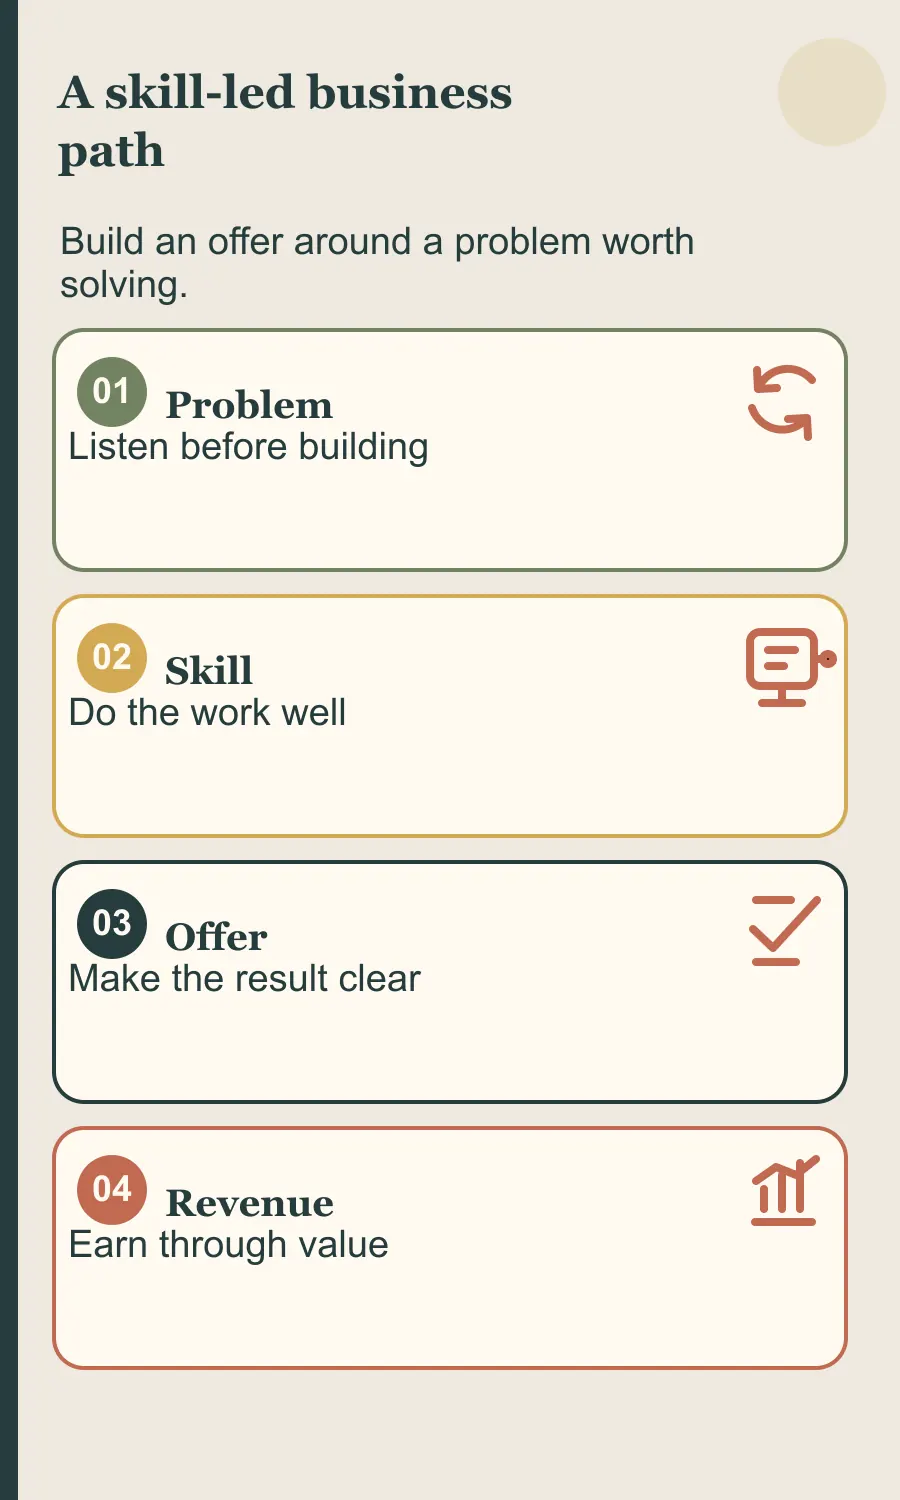 A skill-led business
path
Build an offer around a problem worth
solving.
01 Problem
Listen before building
02 Skill
Do the work well
03 Offer
Make the result clear
04 Revenue
Earn through value